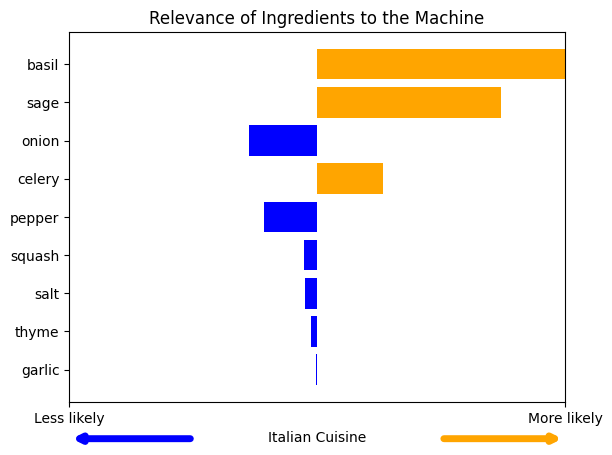 Relevance of Ingredients to the Machine
basil
sage
onion
celery
pepper
squash
salt
thyme
garlic
Less likely More likely
Italian Cuisine